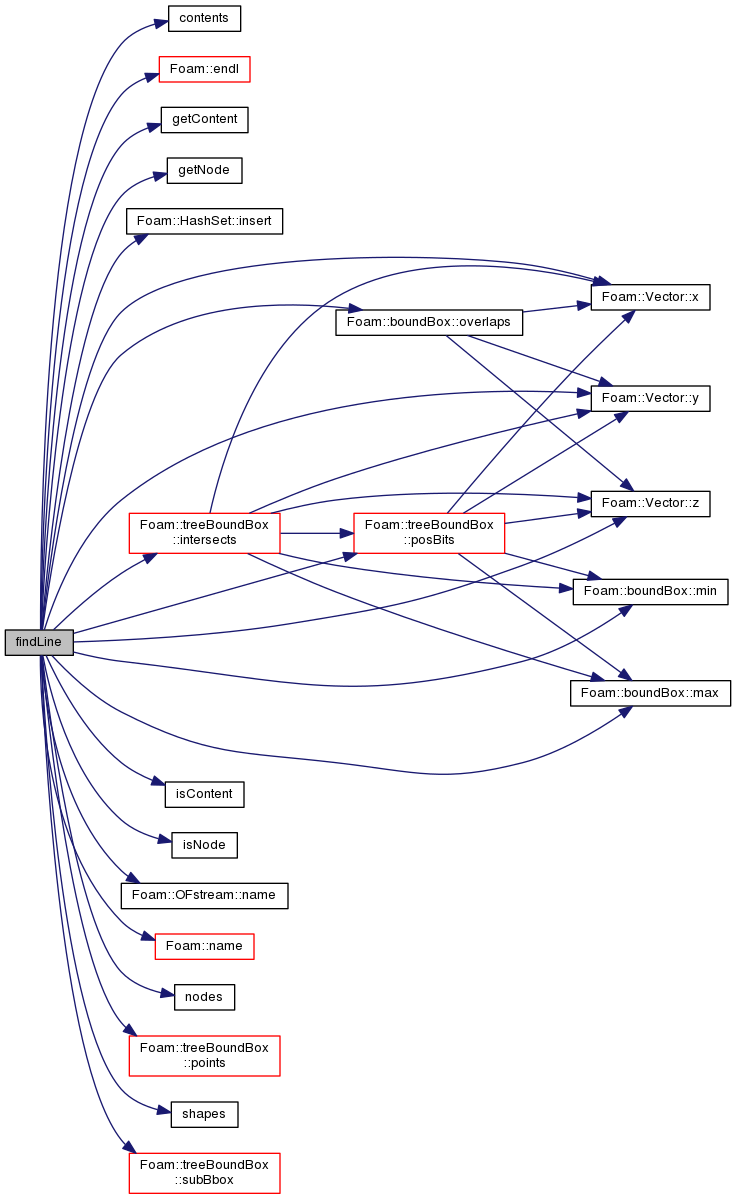 contents
Foam::endl
getContent
getNode
Foam::HashSet::insert
Foam::Vector::x
Foam::boundBox::overlaps
Foam::Vector::y
Foam::Vector::z
Foam::treeBoundBox
::intersects
Foam::treeBoundBox
::posBits
Foam::boundBox::min
findLine
Foam::boundBox::max
isContent
isNode
Foam::OFstream::name
Foam::name
nodes
Foam::treeBoundBox
::points
shapes
Foam::treeBoundBox
::subBbox